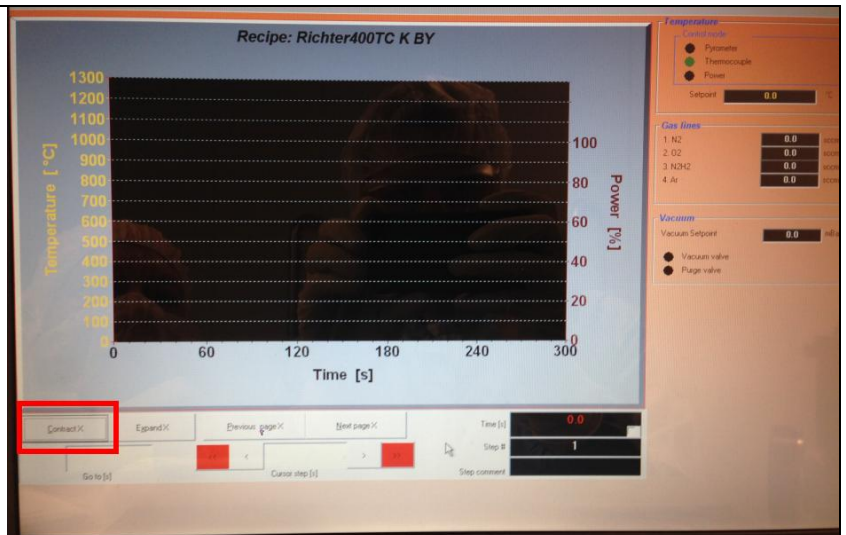 Recipe: Richter400TC K BY
Temperature [°C]
1300
1200
1100
1000
900
800
700
600
500
400
300
200
100
0
100
80
60
40
20
0
Power [%]
0 60 120 180 240 300
Time [s]
Contract X Expand X Previous page X Next page X
Go to [s]
< Cursor step [s] >
Time [s] 0.0
Step # 1
Step comment
Temperature
Control mode
Pyrometer
Thermocouple
Power
Setpoint 0.0 °C
Gas lines
1. N2 0.0 sccm
2. O2 0.0 sccm
3. N2H2 0.0 sccm
4. Ar 0.0 sccm
Vacuum
Vacuum Setpoint 0.0
Vacuum valve
Purge valve